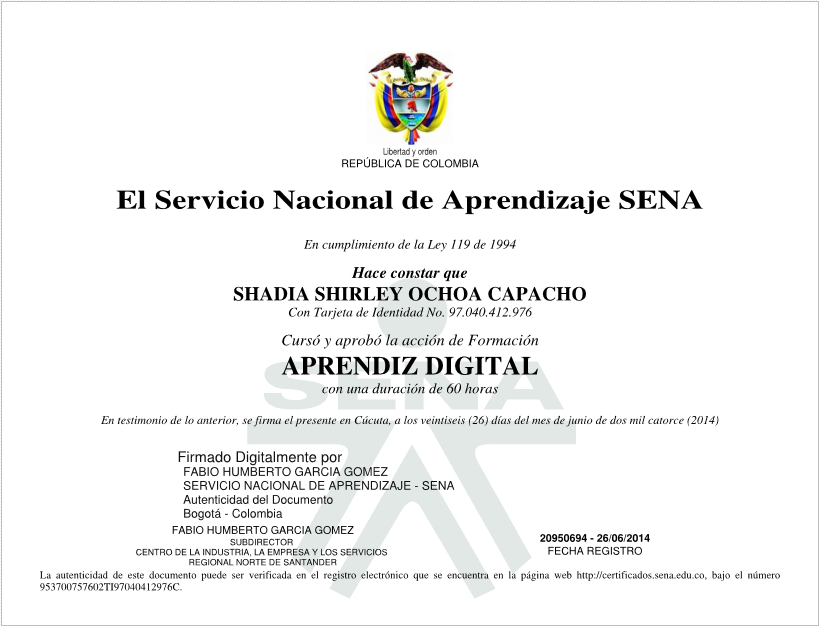 Libertad y orden
REPÚBLICA DE COLOMBIA
El Servicio Nacional de Aprendizaje SENA
En cumplimiento de la Ley 119 de 1994
Hace constar que
SHADIA SHIRLEY OCHOA CAPACHO
Con Tarjeta de Identidad No. 97.040.412.976
Cursó y aprobó la acción de Formación
APRENDIZ DIGITAL
SENA
con una duración de 60 horas
En testimonio de lo anterior, se firma el presente en Cúcuta, a los veintiseis (26) días del mes de junio de dos mil catorce (2014)
Firmado Digitalmente por
FABIO HUMBERTO GARCIA GOMEZ
SERVICIO NACIONAL DE APRENDIZAJE - SENA
Autenticidad del Documento
Bogotá - Colombia
FABIO HUMBERTO GARCIA GOMEZ
SUBDIRECTOR
CENTRO DE LA INDUSTRIA, LA EMPRESA Y LOS SERVICIOS
REGIONAL NORTE DE SANTANDER
20950694 - 26/06/2014
FECHA REGISTRO
La autenticidad de este documento puede ser verificada en el registro electrónico que se encuentra en la página web http://certificados.sena.edu.co, bajo el número
953700757602TI97040412976C.